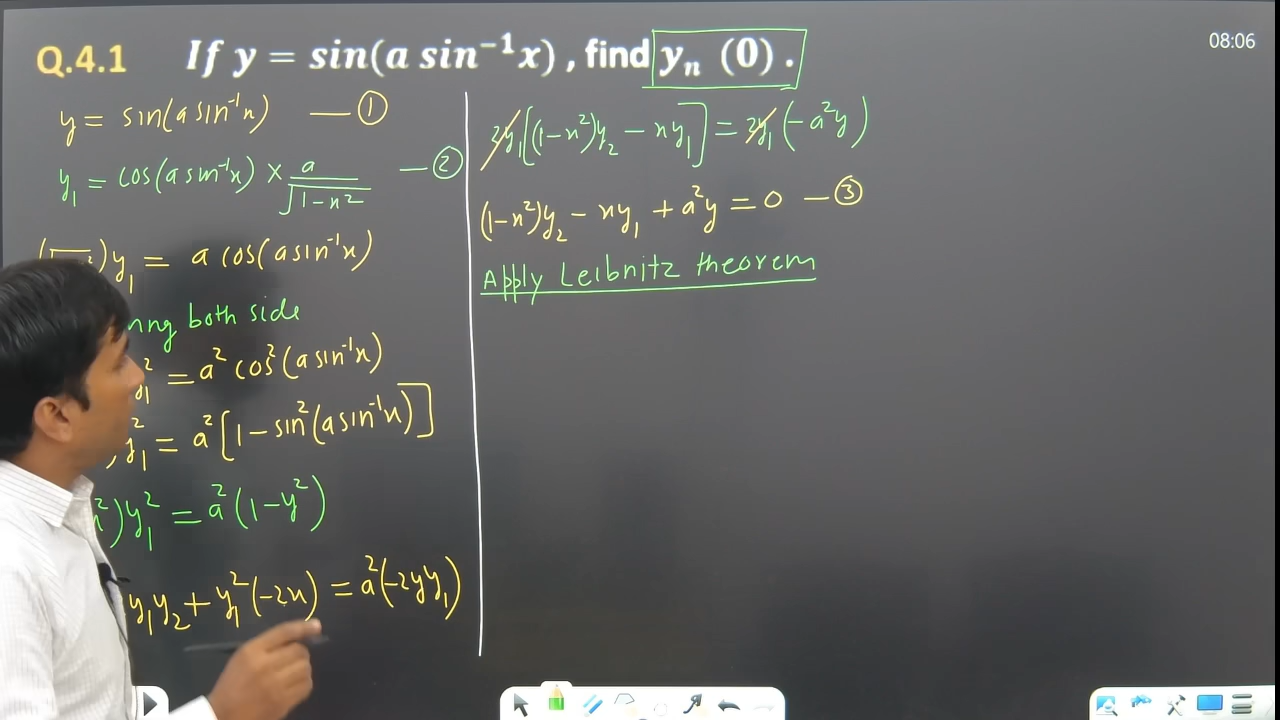 Q.4.1 If y = sin(a sin⁻¹x) , find yₙ (0) .
08:06
y = sin(a sin⁻¹x) — ①
y₁ = cos(a sin⁻¹x) × a/√(1-x²) — ②
)y₁ = a cos(a sin⁻¹x)
both side
y₁² = a² cos²(a sin⁻¹x)
y₁² = a²[1 - sin²(a sin⁻¹x)]
x²)y₁² = a²(1-y²)
y₁y₂ + y₁²(-2x) = a²(-2yy₁)
2y₁[(1-x²)y₂ - xy₁] = 2y₁(-a²y)
(1-x²)y₂ - xy₁ + a²y = 0 — ③
Apply Leibnitz theorem